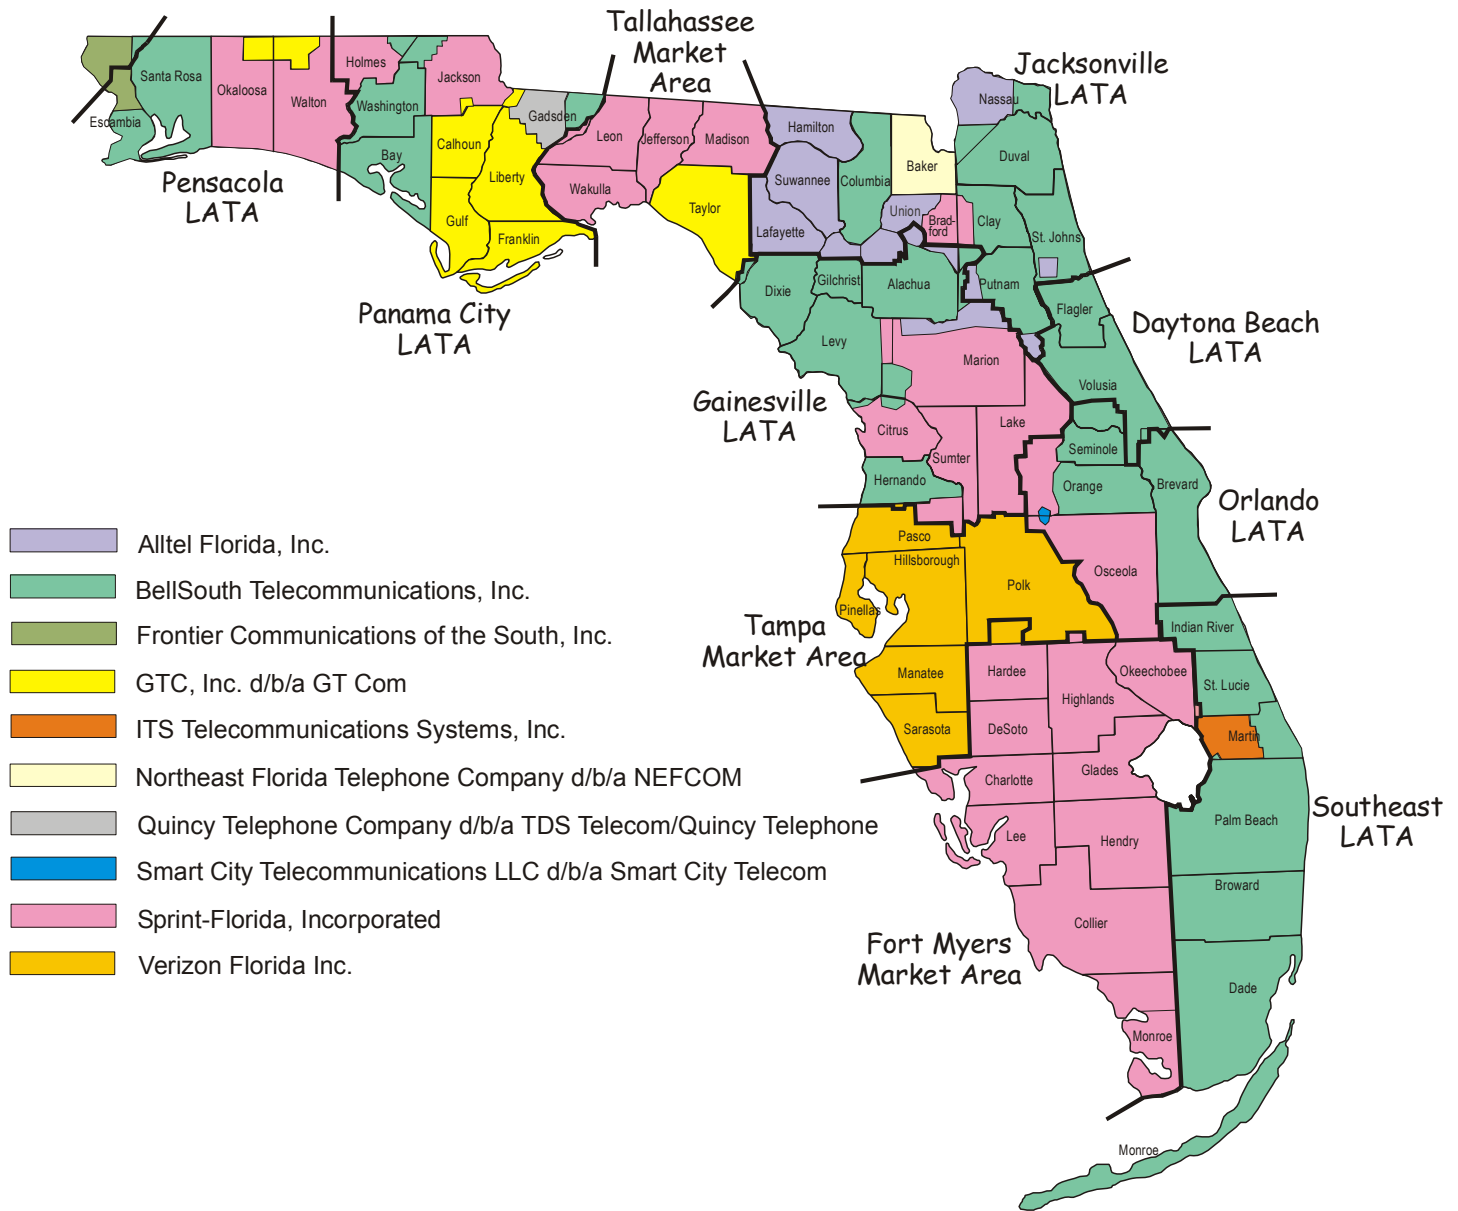 Tallahassee
Market
Area
Jacksonville
LATA
Pensacola
LATA
Panama City
LATA
Gainesville
LATA
Daytona Beach
LATA
Orlando
LATA
Tampa
Market Area
Southeast
LATA
Fort Myers
Market Area
Escambia
Santa Rosa
Okaloosa
Walton
Holmes
Washington
Jackson
Bay
Calhoun
Gulf
Liberty
Franklin
Gadsden
Leon
Wakulla
Jefferson
Madison
Taylor
Hamilton
Suwannee
Lafayette
Columbia
Baker
Union
Brad-
ford
Nassau
Duval
Clay
St. Johns
Dixie
Gilchrist
Alachua
Putnam
Flagler
Levy
Marion
Volusia
Citrus
Sumter
Lake
Hernando
Seminole
Orange
Brevard
Pasco
Hillsborough
Pinellas
Polk
Osceola
Indian River
Manatee
Sarasota
Hardee
DeSoto
Highlands
Okeechobee
St. Lucie
Martin
Charlotte
Glades
Lee
Hendry
Palm Beach
Broward
Collier
Dade
Monroe
Monroe
Alltel Florida, Inc.
BellSouth Telecommunications, Inc.
Frontier Communications of the South, Inc.
GTC, Inc. d/b/a GT Com
ITS Telecommunications Systems, Inc.
Northeast Florida Telephone Company d/b/a NEFCOM
Quincy Telephone Company d/b/a TDS Telecom/Quincy Telephone
Smart City Telecommunications LLC d/b/a Smart City Telecom
Sprint-Florida, Incorporated
Verizon Florida Inc.